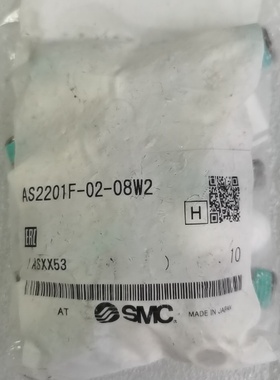 AS2201F-02-08W2
H
EAC
(ASXX53 ) 10
AT SMC. MADE IN JAPAN